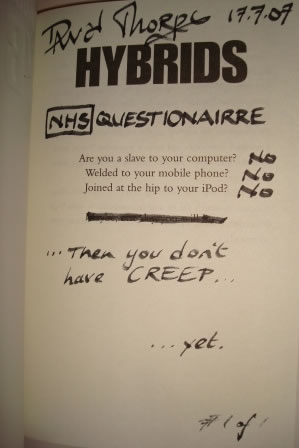 David Thorpe 17.7.07
HYBRIDS
NHS QUESTIONAIRRE
Are you a slave to your computer? No
Welded to your mobile phone? No
Joined at the hip to your iPod? No
...Then you don't
have CREEP...
...yet.
#1 of 1